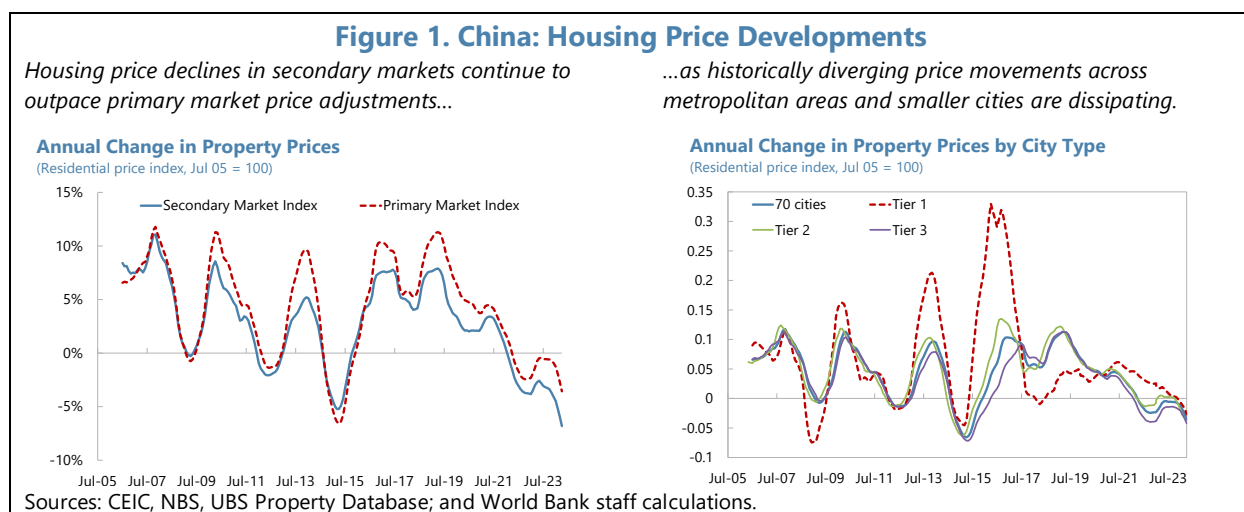 Figure 1. China: Housing Price Developments
Housing price declines in secondary markets continue to
outpace primary market price adjustments...
...as historically diverging price movements across
metropolitan areas and smaller cities are dissipating.
Annual Change in Property Prices
(Residential price index, Jul 05 = 100)
15%
10%
5%
0%
-5%
-10%
Secondary Market Index
Primary Market Index
Jul-05 Jul-07 Jul-09 Jul-11 Jul-13 Jul-15 Jul-17 Jul-19 Jul-21 Jul-23
Annual Change in Property Prices by City Type
(Residential price index, Jul 05 = 100)
0.35
0.3
0.25
0.2
0.15
0.1
0.05
0
-0.05
-0.1
70 cities
Tier 1
Tier 2
Tier 3
Jul-05 Jul-07 Jul-09 Jul-11 Jul-13 Jul-15 Jul-17 Jul-19 Jul-21 Jul-23
Sources: CEIC, NBS, UBS Property Database; and World Bank staff calculations.